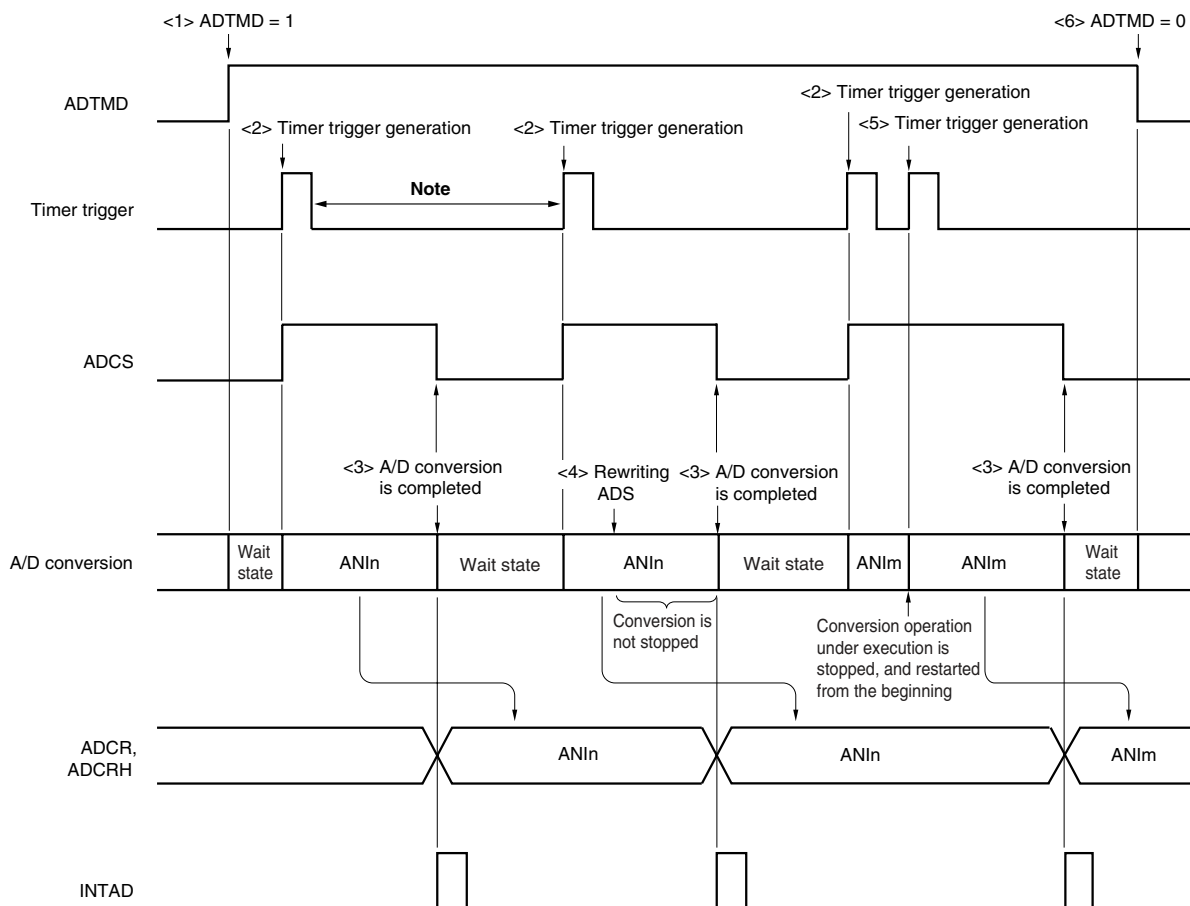 <1> ADTMD = 1
<6> ADTMD = 0
ADTMD
<2> Timer trigger generation
<2> Timer trigger generation
<2> Timer trigger generation
<5> Timer trigger generation
Note
Timer trigger
ADCS
<3> A/D conversion
is completed
<4> Rewriting
ADS
<3> A/D conversion
is completed
<3> A/D conversion
is completed
A/D conversion
Wait
state
ANIn
Wait state
ANIn
Wait state
ANIm
ANIm
Wait
state
Conversion is
not stopped
Conversion operation
under execution is
stopped, and restarted
from the beginning
ADCR,
ADCRH
ANIn
ANIn
ANIm
INTAD